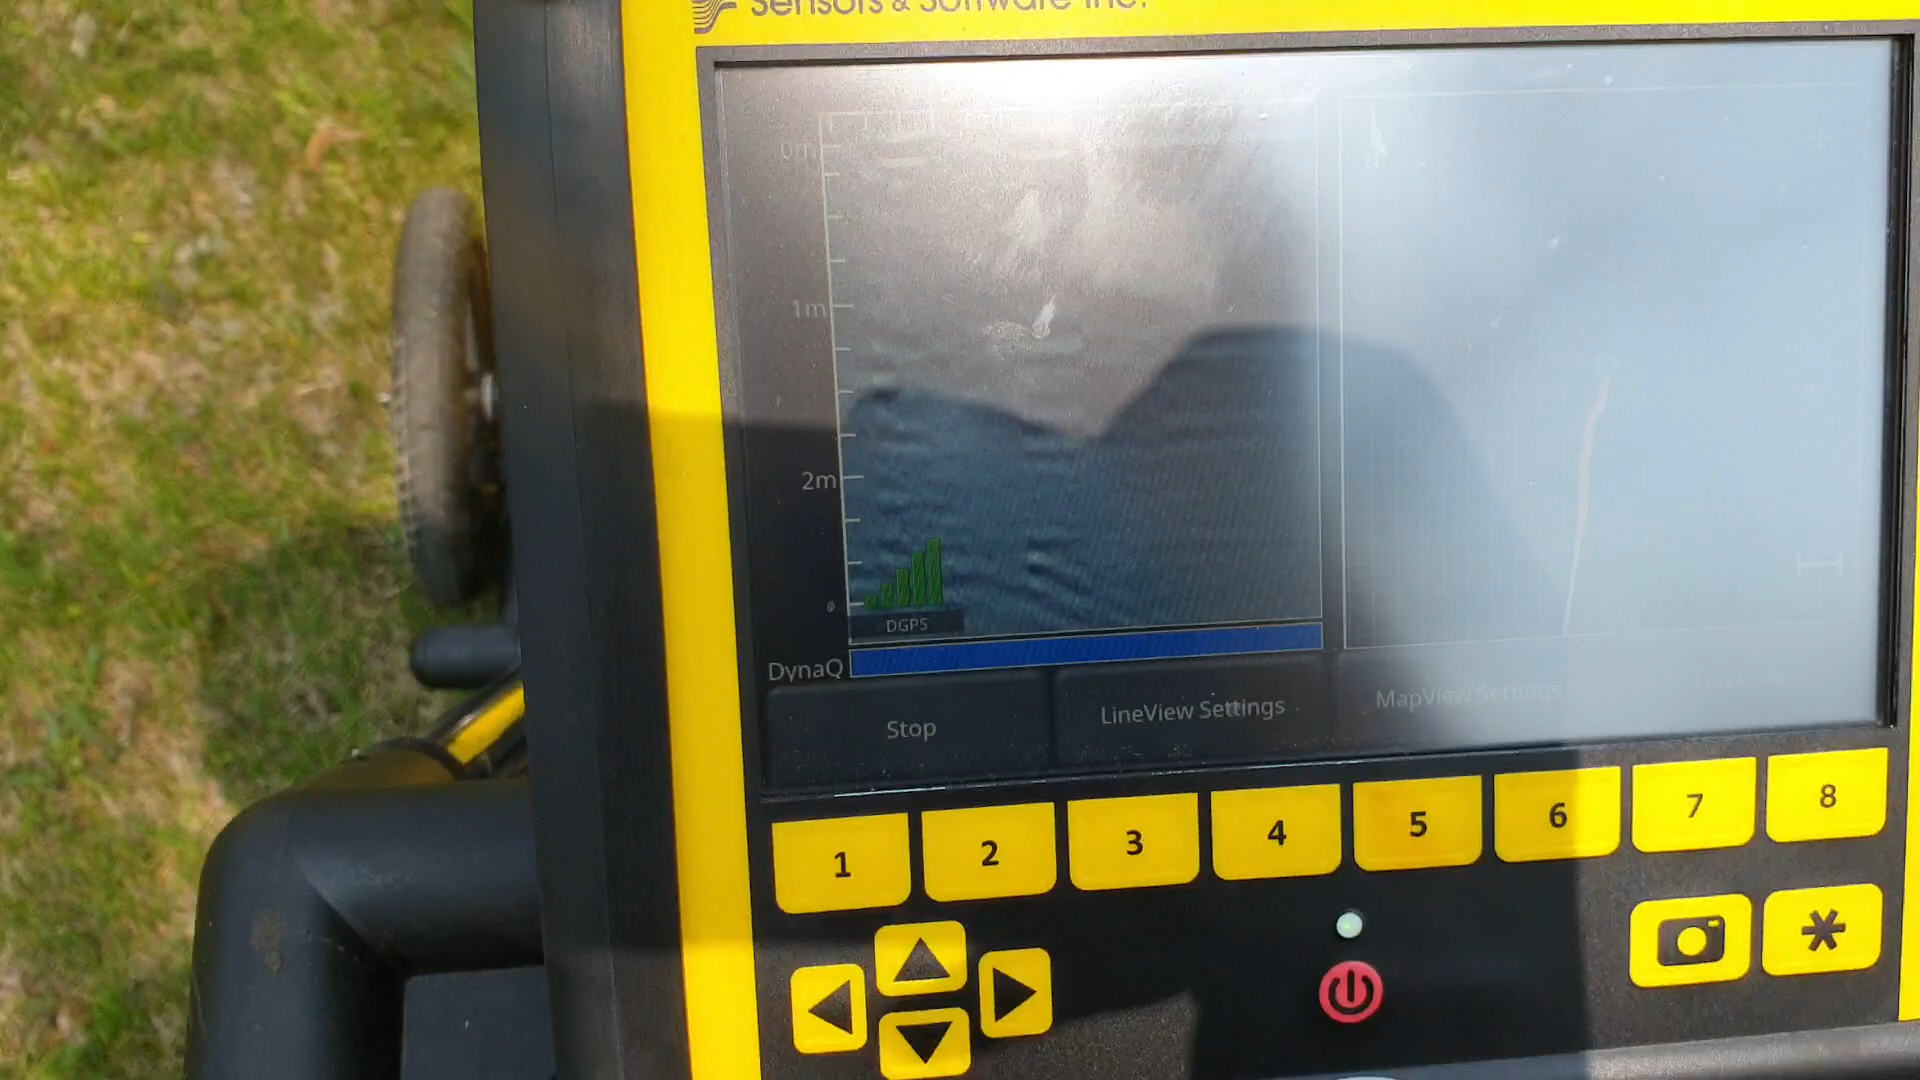 Sensors & Software Inc.
0m
1m
2m
DGPS
DynaQ
Stop
LineView Settings
MapView Settings
1 2 3 4 5 6 7 8